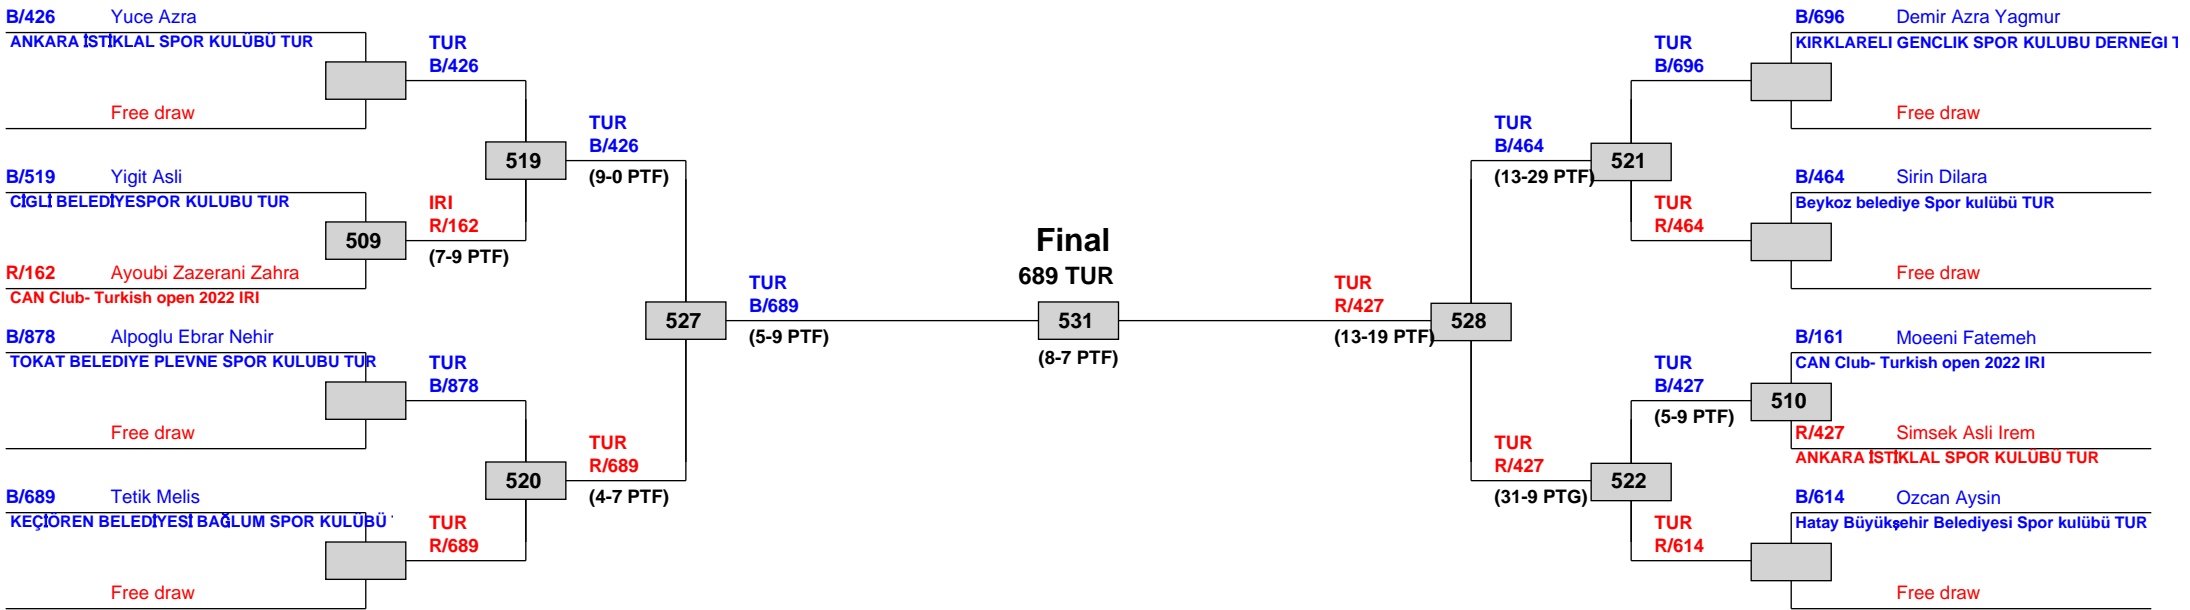 B/426 Yuce Azra
ANKARA İSTİKLAL SPOR KULÜBÜ TUR
Free draw
B/519 Yigit Asli
CİGLİ BELEDİYESPOR KULUBU TUR
R/162 Ayoubi Zazerani Zahra
CAN Club- Turkish open 2022 IRI
B/878 Alpoglu Ebrar Nehir
TOKAT BELEDIYE PLEVNE SPOR KULUBU TUR
Free draw
B/689 Tetik Melis
KEÇİÖREN BELEDİYESİ BAĞLUM SPOR KULÜBÜ
Free draw
TUR
B/426
509
IRI
R/162
(7-9 PTF)
TUR
B/878
TUR
R/689
519
TUR
B/426
(9-0 PTF)
520
TUR
R/689
(4-7 PTF)
527
TUR
B/689
(5-9 PTF)
Final
689 TUR
531
(8-7 PTF)
TUR
R/427
(13-19 PTF)
528
TUR
B/464
(13-29 PTF)
521
TUR
R/427
(31-9 PTG)
522
TUR
B/696
TUR
R/464
TUR
B/427
(5-9 PTF)
510
TUR
R/614
B/696 Demir Azra Yagmur
KIRKLARELI GENCLIK SPOR KULUBU DERNEGI T
Free draw
B/464 Sirin Dilara
Beykoz belediye Spor kulübü TUR
Free draw
B/161 Moeeni Fatemeh
CAN Club- Turkish open 2022 IRI
R/427 Simsek Asli Irem
ANKARA İSTİKLAL SPOR KULÜBÜ TUR
B/614 Ozcan Aysin
Hatay Büyükşehir Belediyesi Spor kulübü TUR
Free draw